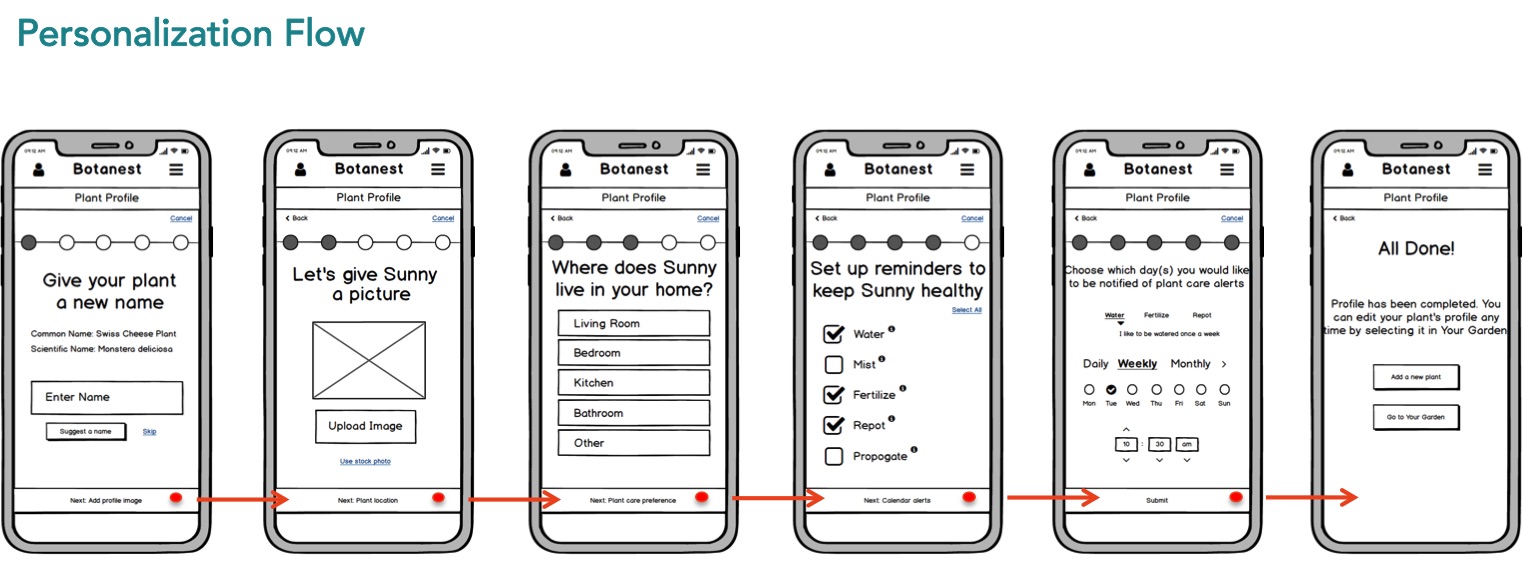 Personalization Flow
09:12 AM
Botanest
Plant Profile
Cancel
Give your plant
a new name
Common Name: Swiss Cheese Plant
Scientific Name: Monstera deliciosa
Enter Name
Suggest a name
Skip
Next: Add profile image
09:12 AM
Botanest
Plant Profile
< Back
Cancel
Let's give Sunny
a picture
Upload Image
Use stock photo
Next: Plant location
09:12 AM
Botanest
Plant Profile
< Back
Cancel
Where does Sunny
live in your home?
Living Room
Bedroom
Kitchen
Bathroom
Other
Next: Plant care preference
09:12 AM
Botanest
Plant Profile
< Back
Cancel
Set up reminders to
keep Sunny healthy
Select All
Water
Mist
Fertilize
Repot
Propogate
Next: Calendar alerts
09:12 AM
Botanest
Plant Profile
< Back
Cancel
Choose which day(s) you would like
to be notified of plant care alerts
Water Fertilize Repot
I like to be watered once a week
Daily Weekly Monthly >
Mon Tue Wed Thu Fri Sat Sun
10 : 30 am
Submit
09:12 AM
Botanest
Plant Profile
< Back
All Done!
Profile has been completed. You
can edit your plant's profile any
time by selecting it in Your Garden
Add a new plant
Go to Your Garden